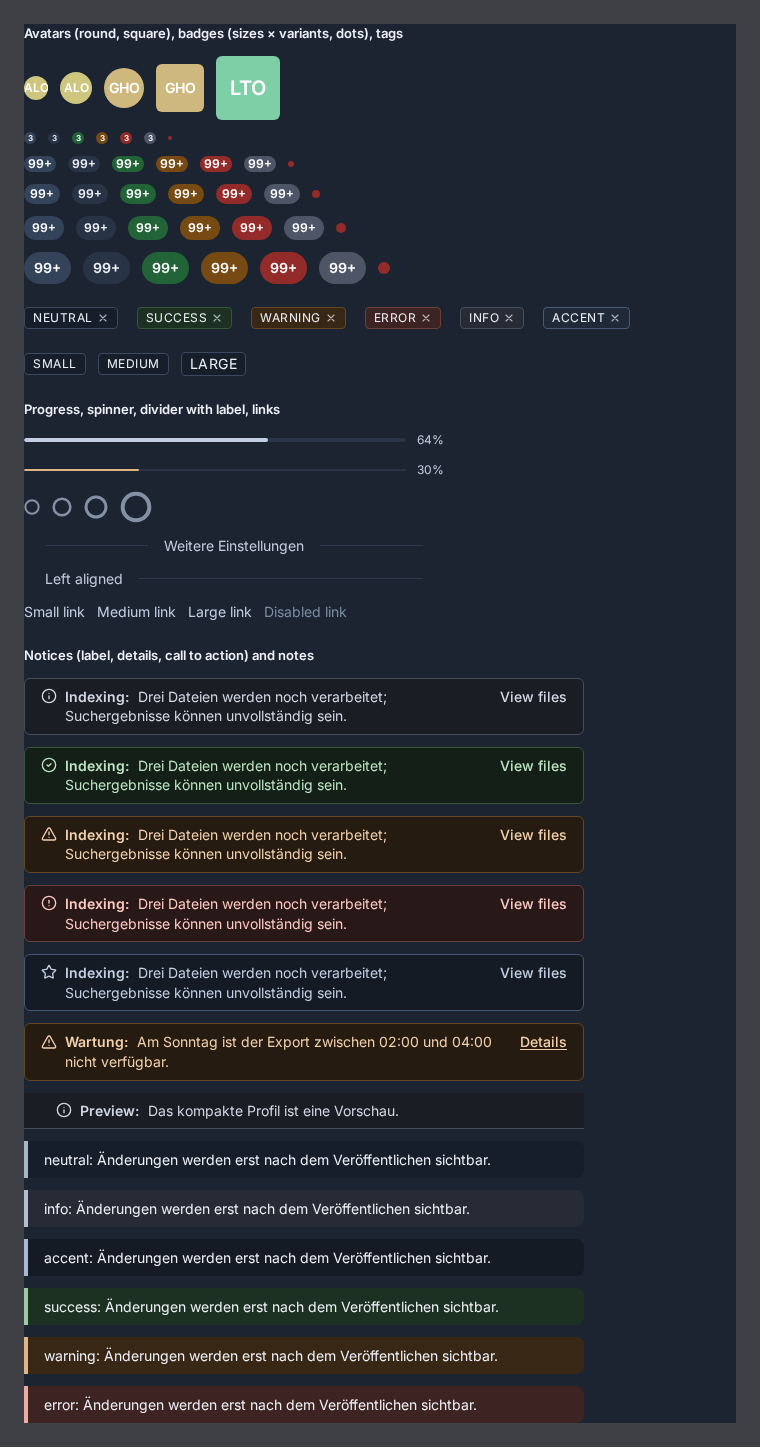 Avatars (round, square), badges (sizes × variants, dots), tags
ALO ALO GHO GHO LTO
3 3 3 3 3 3
99+ 99+ 99+ 99+ 99+ 99+
99+ 99+ 99+ 99+ 99+ 99+
99+ 99+ 99+ 99+ 99+ 99+
99+ 99+ 99+ 99+ 99+ 99+
NEUTRAL SUCCESS WARNING ERROR INFO ACCENT
SMALL MEDIUM LARGE
Progress, spinner, divider with label, links
64%
30%
Weitere Einstellungen
Left aligned
Small link Medium link Large link Disabled link
Notices (label, details, call to action) and notes
Indexing: Drei Dateien werden noch verarbeitet; View files
Suchergebnisse können unvollständig sein.
Indexing: Drei Dateien werden noch verarbeitet; View files
Suchergebnisse können unvollständig sein.
Indexing: Drei Dateien werden noch verarbeitet; View files
Suchergebnisse können unvollständig sein.
Indexing: Drei Dateien werden noch verarbeitet; View files
Suchergebnisse können unvollständig sein.
Indexing: Drei Dateien werden noch verarbeitet; View files
Suchergebnisse können unvollständig sein.
Wartung: Am Sonntag ist der Export zwischen 02:00 und 04:00 Details
nicht verfügbar.
Preview: Das kompakte Profil ist eine Vorschau.
neutral: Änderungen werden erst nach dem Veröffentlichen sichtbar.
info: Änderungen werden erst nach dem Veröffentlichen sichtbar.
accent: Änderungen werden erst nach dem Veröffentlichen sichtbar.
success: Änderungen werden erst nach dem Veröffentlichen sichtbar.
warning: Änderungen werden erst nach dem Veröffentlichen sichtbar.
error: Änderungen werden erst nach dem Veröffentlichen sichtbar.